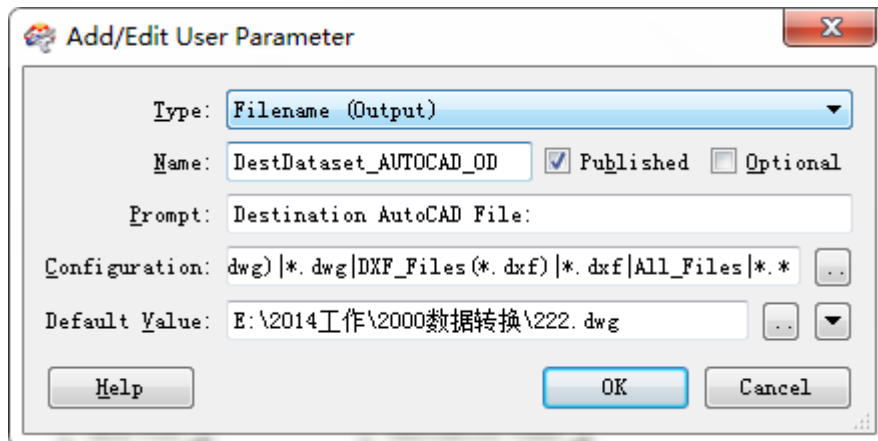 Add/Edit User Parameter
Type: Filename (Output)
Name: DestDataset_AUTOCAD_OD Published Optional
Prompt: Destination AutoCAD File:
Configuration: dwg)|*.dwg|DXF_Files(*.dxf)|*.dxf|All_Files|*.* ..
Default Value: E:\2014工作\2000数据转换\222.dwg ..
Help OK Cancel